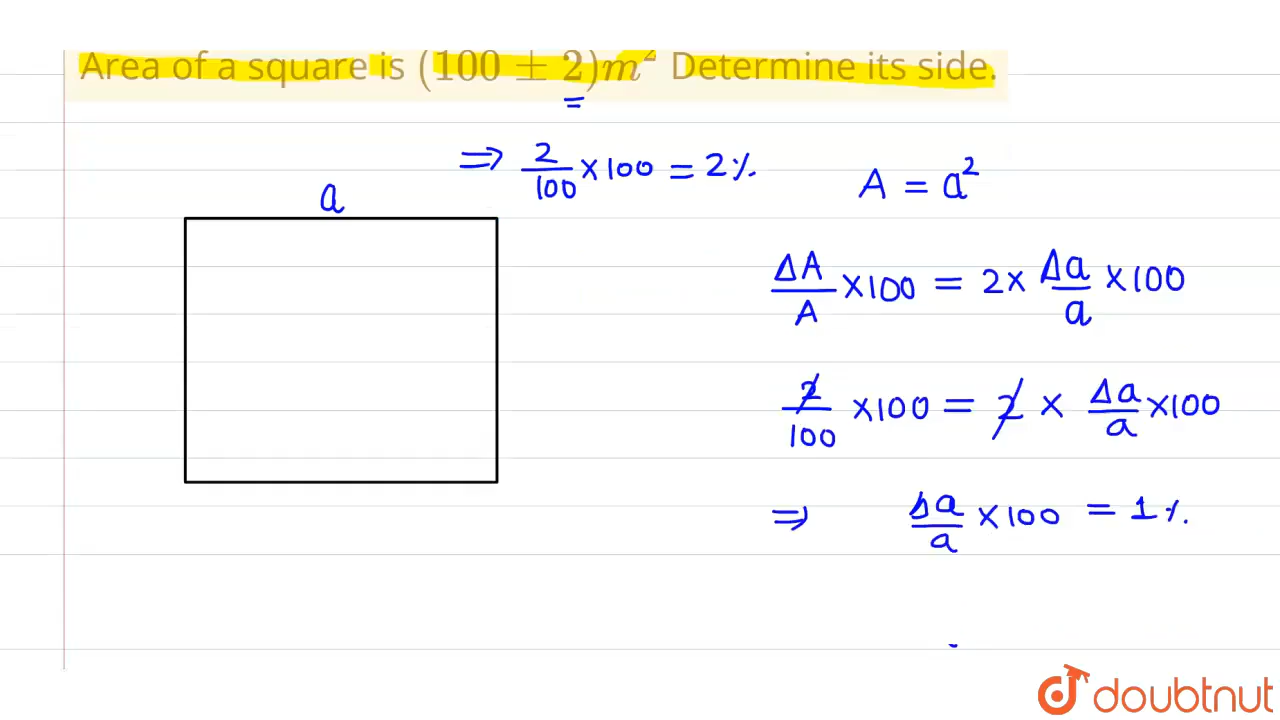 Area of a square is (100 ± 2)m² Determine its side.
=
⇒ 2/100 × 100 = 2%
a
A = a²
ΔA/A × 100 = 2 × Δa/a × 100
2/100 × 100 = 2 × Δa/a × 100
⇒ Δa/a × 100 = 1%
doubtnut